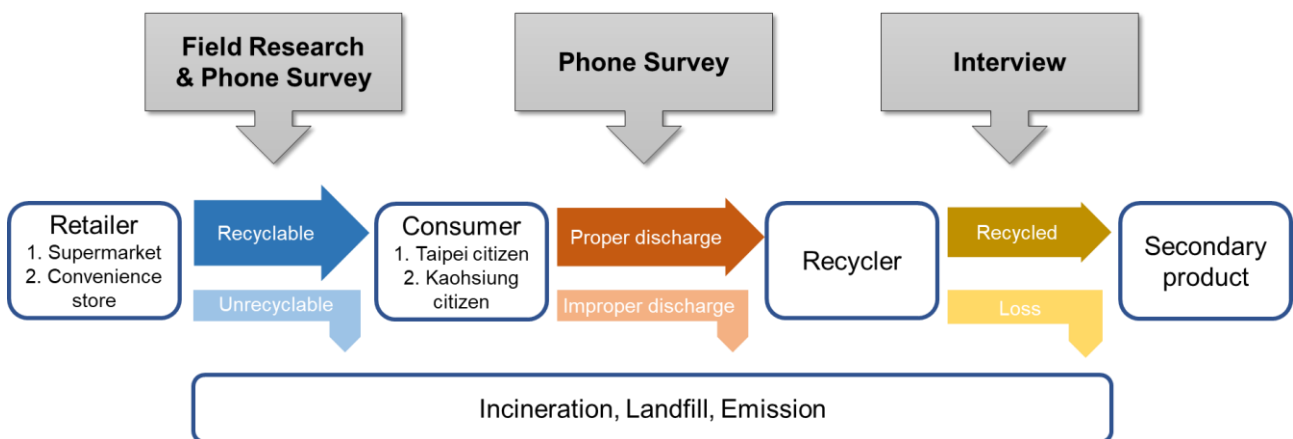 Field Research
& Phone Survey
Phone Survey
Interview
Retailer
1. Supermarket
2. Convenience
store
Recyclable
Unrecyclable
Consumer
1. Taipei citizen
2. Kaohsiung
citizen
Proper discharge
Improper discharge
Recycler
Recycled
Loss
Secondary
product
Incineration, Landfill, Emission